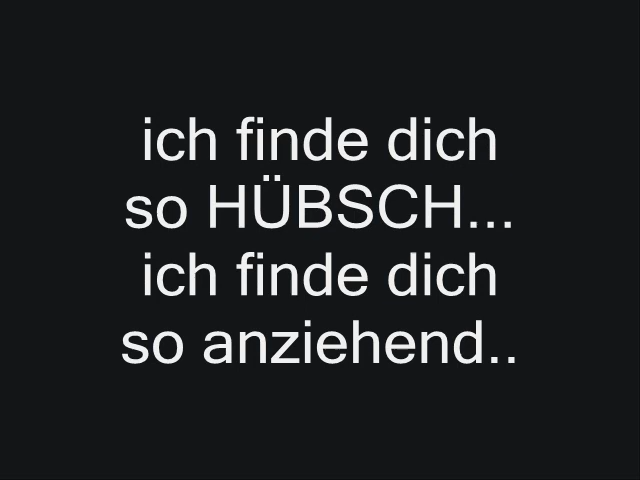 ich finde dich
so HÜBSCH...
ich finde dich
so anziehend..